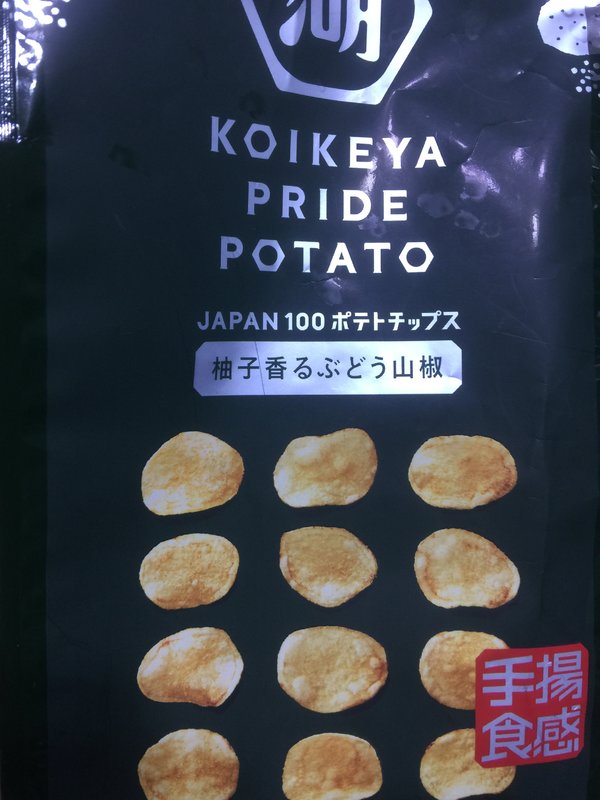 湖
KOIKEYA
PRIDE
POTATO
JAPAN 100 ポテトチップス
柚子香るぶどう山椒
手揚
食感